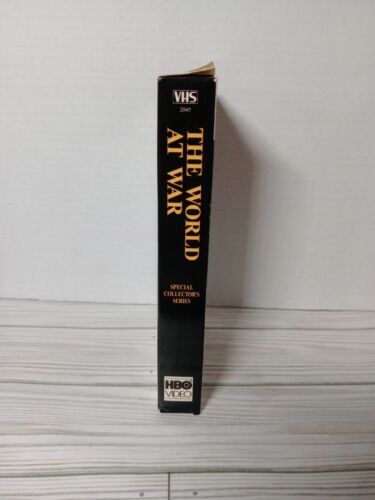 VHS
2045
THE WORLD
AT WAR
SPECIAL
COLLECTOR'S
SERIES
HBO
VIDEO